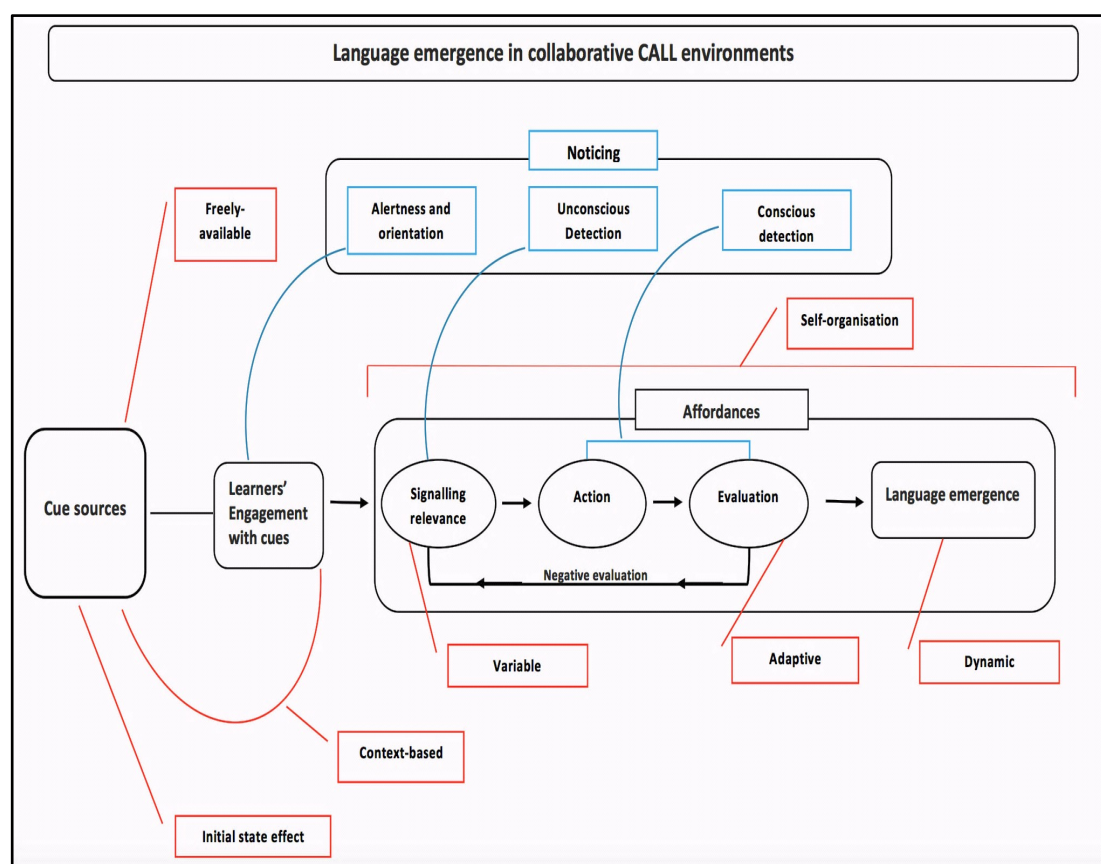 Language emergence in collaborative CALL environments
Noticing
Freely-
available
Alertness and
orientation
Unconscious
Detection
Conscious
detection
Self-organisation
Affordances
Cue sources
Learners'
Engagement
with cues
Signalling
relevance
Action
Evaluation
Language emergence
Negative evaluation
Variable
Adaptive
Dynamic
Context-based
Initial state effect